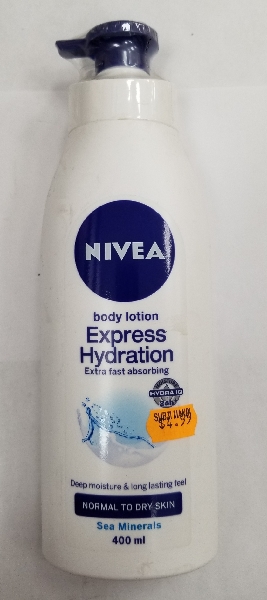 NIVEA
body lotion
Express
Hydration
Extra fast absorbing
HYDRA IQ
$4.99
Deep moisture & long lasting feel
NORMAL TO DRY SKIN
Sea Minerals
400 ml